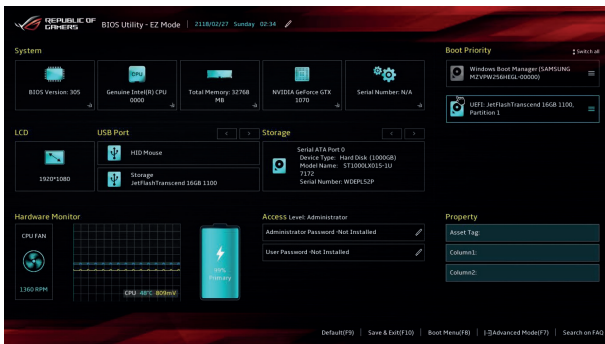 REPUBLIC OF
GAMERS
BIOS Utility - EZ Mode
2118/02/27 Sunday 02:34
System
BIOS Version: 305
CPU
Genuine Intel(R) CPU
0000
Total Memory: 32768
MB
NVIDIA GeForce GTX
1070
Serial Number: N/A
Boot Priority
Switch all
Windows Boot Manager (SAMSUNG
MZVPW256HEGL-00000)
UEFI: JetFlashTranscend 16GB 1100,
Partition 1
LCD
1920*1080
USB Port
HID Mouse
Storage
JetFlashTranscend 16GB 1100
Storage
Serial ATA Port 0
Device Type: Hard Disk (1000GB)
Model Name: ST1000LX015-1U
7172
Serial Number: WDEPL52P
Hardware Monitor
CPU FAN
1360 RPM
CPU 48°C 809mV
99%
Primary
Access Level: Administrator
Administrator Password -Not Installed
User Password -Not Installed
Property
Asset Tag:
Column1:
Column2:
Default(F9)
Save & Exit(F10)
Boot Menu(F8)
Advanced Mode(F7)
Search on FAQ